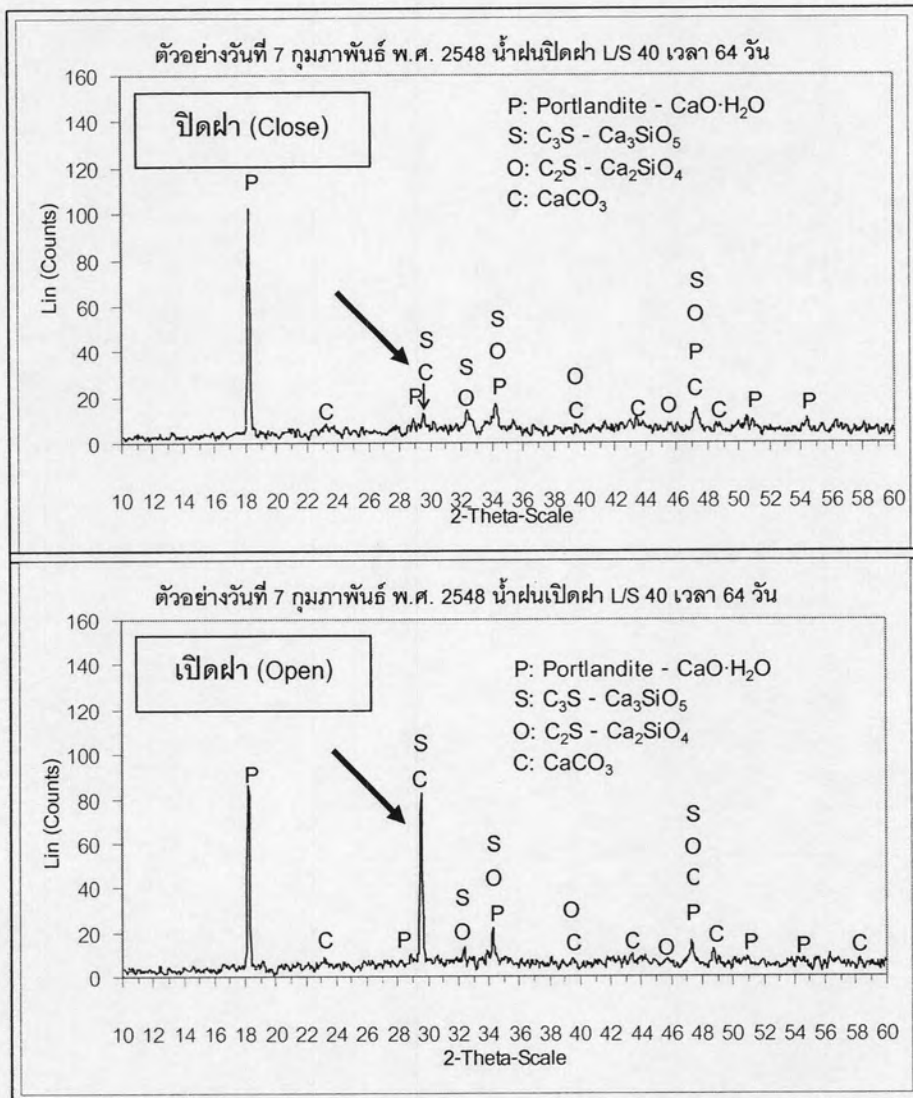 ตัวอย่างวันที่ 7 กุมภาพันธ์ พ.ศ. 2548 น้ำฝนปิดฝา L/S 40 เวลา 64 วัน
160
140
120
100
80
60
40
20
0
Lin (Counts)
ปิดฝา (Close)
P: Portlandite - CaO·H₂O
S: C₃S - Ca₃SiO₅
O: C₂S - Ca₂SiO₄
C: CaCO₃
P
C
P
S
C
S
O
S
O
P
O
C
C
O
S
O
P
C
C
P
P
10 12 14 16 18 20 22 24 26 28 30 32 34 36 38 40 42 44 46 48 50 52 54 56 58 60
2-Theta-Scale
ตัวอย่างวันที่ 7 กุมภาพันธ์ พ.ศ. 2548 น้ำฝนเปิดฝา L/S 40 เวลา 64 วัน
160
140
120
100
80
60
40
20
0
Lin (Counts)
เปิดฝา (Open)
P: Portlandite - CaO·H₂O
S: C₃S - Ca₃SiO₅
O: C₂S - Ca₂SiO₄
C: CaCO₃
P
C
P
S
C
S
O
S
O
P
O
C
C
O
S
O
C
P
C
P
P
C
10 12 14 16 18 20 22 24 26 28 30 32 34 36 38 40 42 44 46 48 50 52 54 56 58 60
2-Theta-Scale